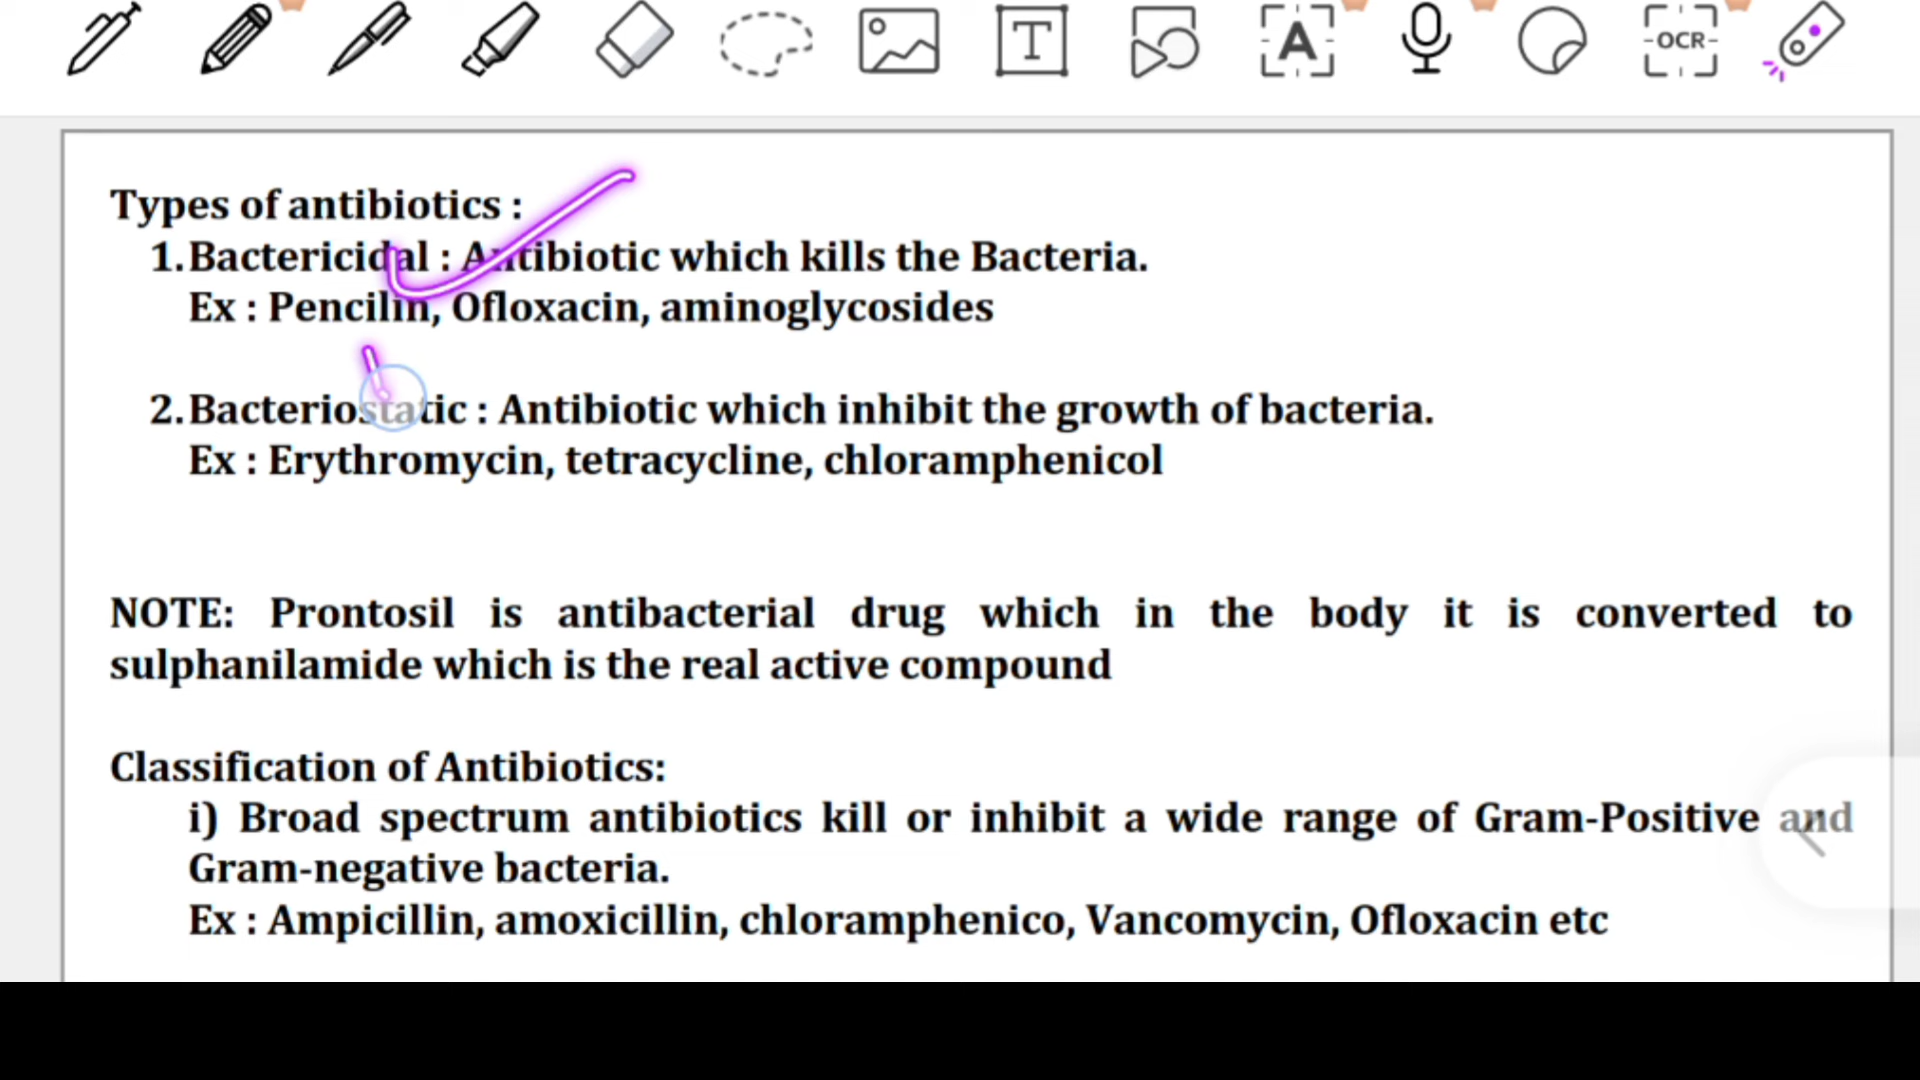 T
A
OCR
Types of antibiotics :
1. Bactericidal : Antibiotic which kills the Bacteria.
Ex : Pencilin, Ofloxacin, aminoglycosides
2. Bacteriostatic : Antibiotic which inhibit the growth of bacteria.
Ex : Erythromycin, tetracycline, chloramphenicol
NOTE: Prontosil is antibacterial drug which in the body it is converted to
sulphanilamide which is the real active compound
Classification of Antibiotics:
i) Broad spectrum antibiotics kill or inhibit a wide range of Gram-Positive and
Gram-negative bacteria.
Ex : Ampicillin, amoxicillin, chloramphenico, Vancomycin, Ofloxacin etc